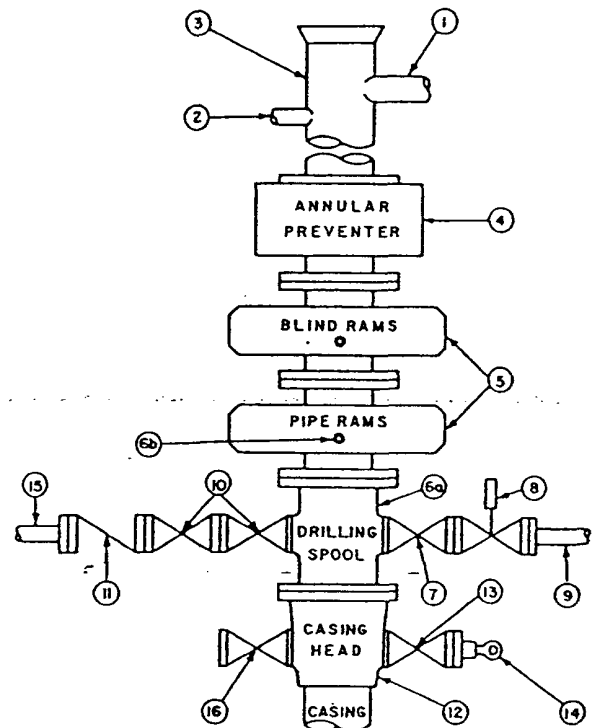 1
3
2
ANNULAR
PREVENTER
4
BLIND RAMS
5
PIPE RAMS
6b
6a
8
15
10
DRILLING
SPOOL
11
7
9
13
CASING
HEAD
16
12
14
CASING